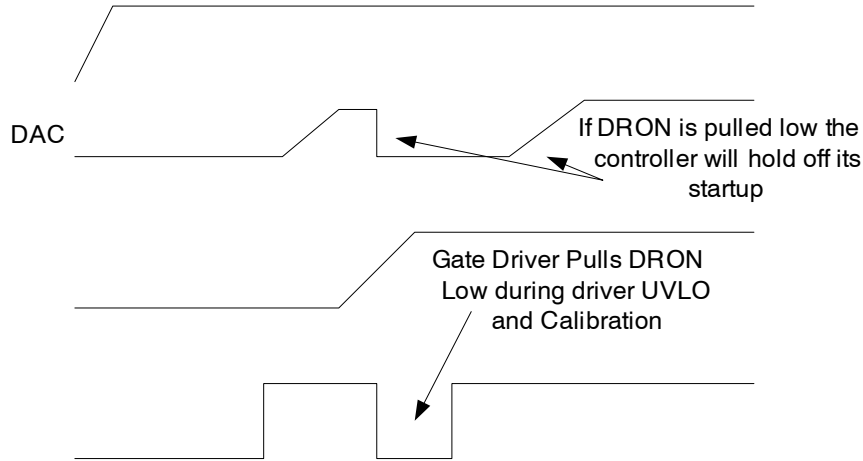 DAC
If DRON is pulled low the
controller will hold off its
startup
Gate Driver Pulls DRON
Low during driver UVLO
and Calibration